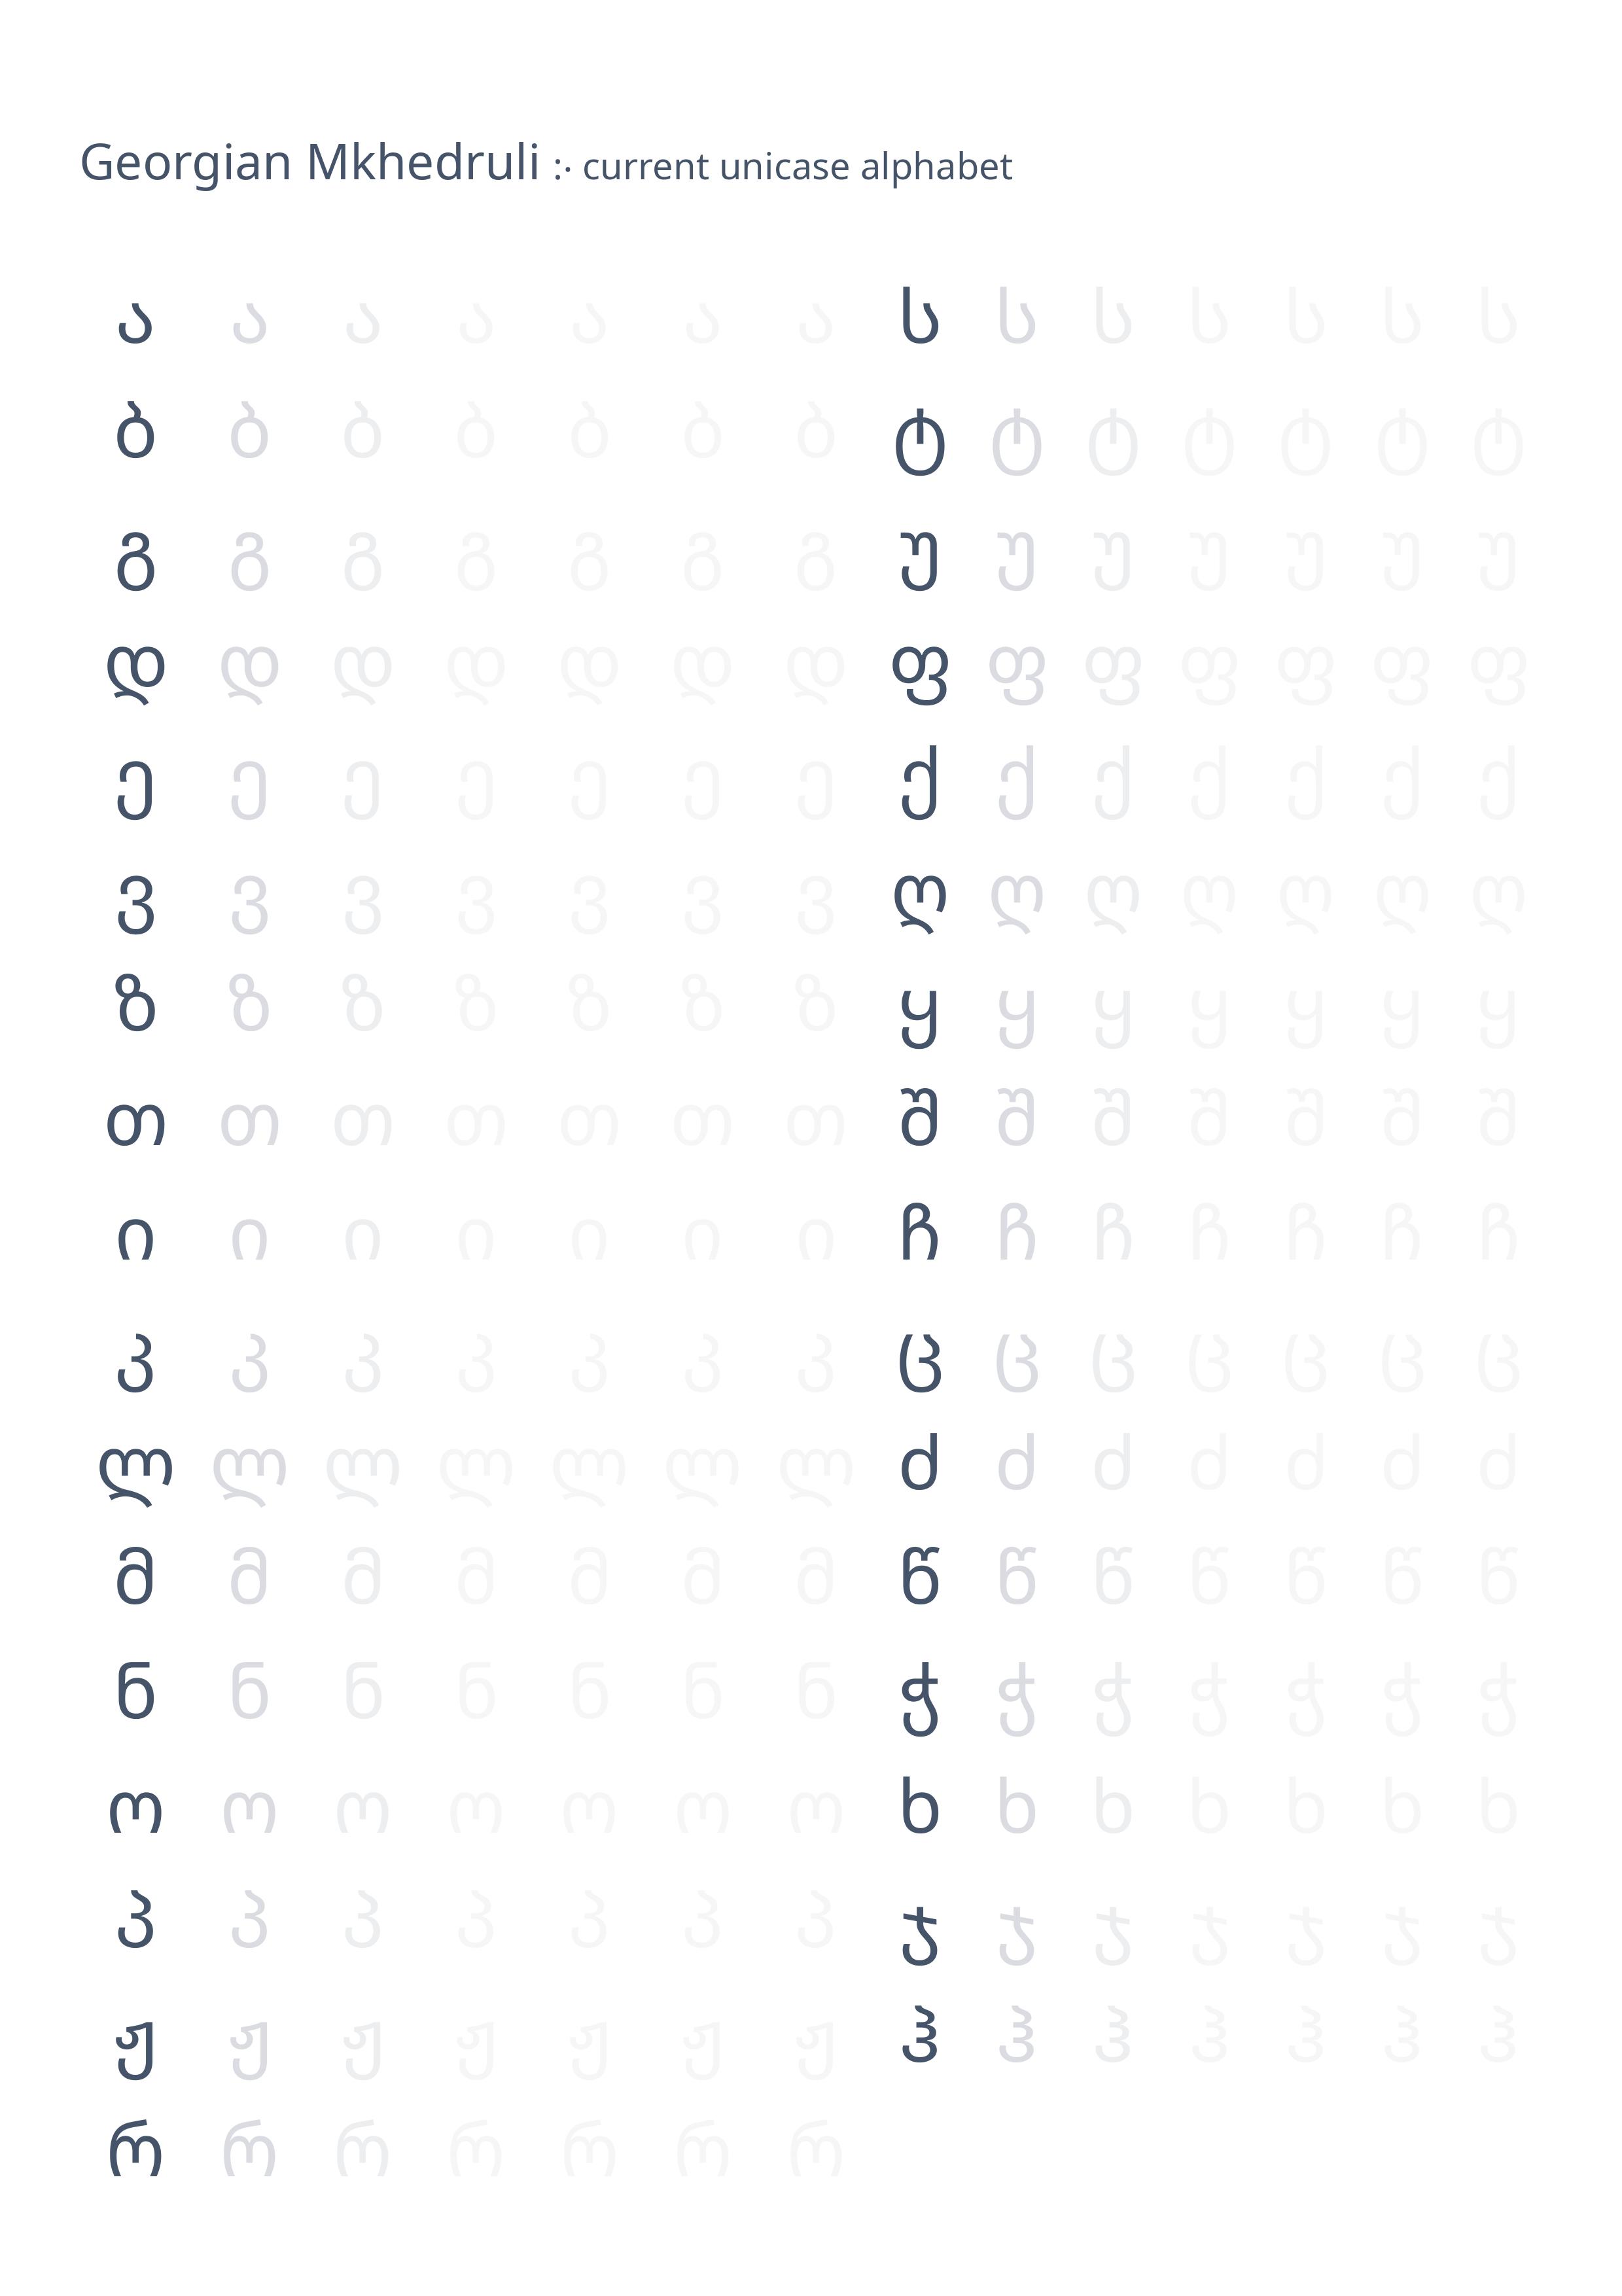 Georgian Mkhedruli :· current unicase alphabet
ა ა ა ა ა ა ა
ბ ბ ბ ბ ბ ბ ბ
გ გ გ გ გ გ გ
დ დ დ დ დ დ დ
ე ე ე ე ე ე ე
ვ ვ ვ ვ ვ ვ ვ
ზ ზ ზ ზ ზ ზ ზ
თ თ თ თ თ თ თ
ი ი ი ი ი ი ი
კ კ კ კ კ კ კ
ლ ლ ლ ლ ლ ლ ლ
მ მ მ მ მ მ მ
ნ ნ ნ ნ ნ ნ ნ
ო ო ო ო ო ო ო
პ პ პ პ პ პ პ
ჟ ჟ ჟ ჟ ჟ ჟ ჟ
რ რ რ რ რ რ რ
ს ს ს ს ს ს ს
ტ ტ ტ ტ ტ ტ ტ
უ უ უ უ უ უ უ
ფ ფ ფ ფ ფ ფ ფ
ქ ქ ქ ქ ქ ქ ქ
ღ ღ ღ ღ ღ ღ ღ
ყ ყ ყ ყ ყ ყ ყ
შ შ შ შ შ შ შ
ჩ ჩ ჩ ჩ ჩ ჩ ჩ
ც ც ც ც ც ც ც
ძ ძ ძ ძ ძ ძ ძ
წ წ წ წ წ წ წ
ჭ ჭ ჭ ჭ ჭ ჭ ჭ
ხ ხ ხ ხ ხ ხ ხ
ჯ ჯ ჯ ჯ ჯ ჯ ჯ
ჰ ჰ ჰ ჰ ჰ ჰ ჰ